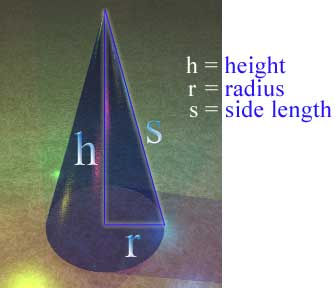 h = height
r = radius
s = side length
s
h
r